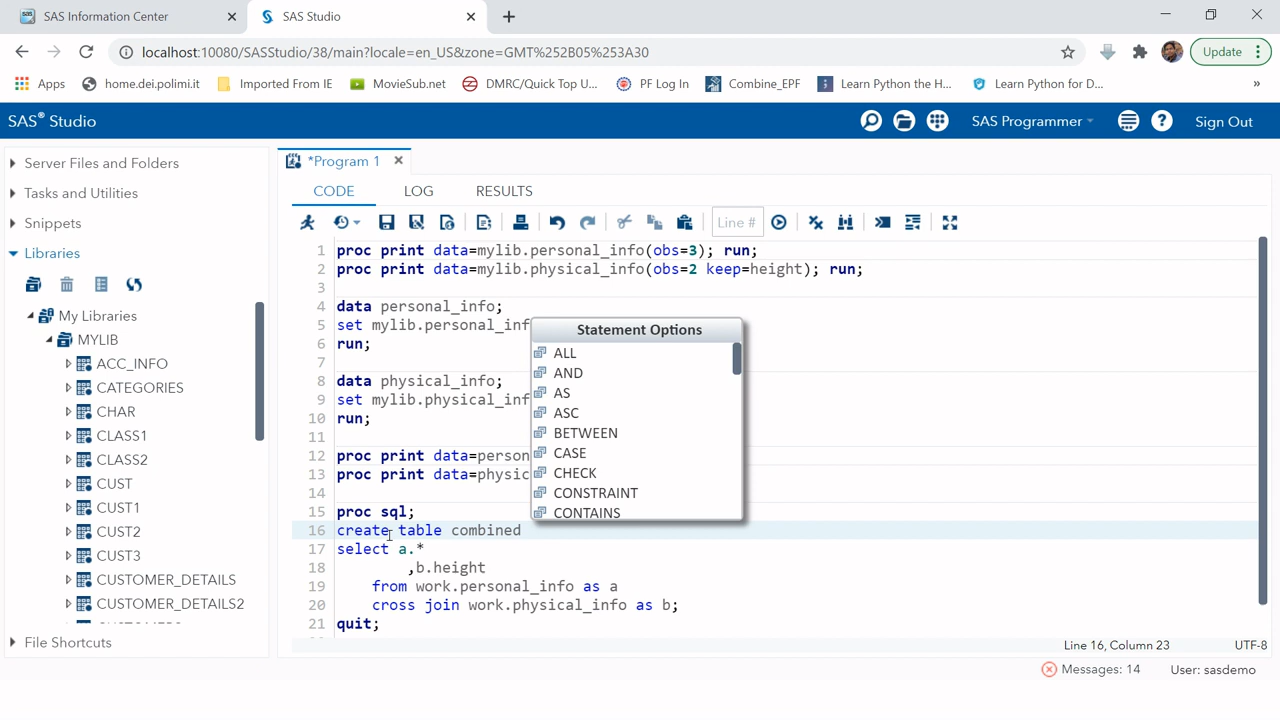 SAS Information Center
SAS Studio
localhost:10080/SASStudio/38/main?locale=en_US&zone=GMT%252B05%253A30
Update
Apps
home.dei.polimi.it
Imported From IE
MovieSub.net
DMRC/Quick Top U...
PF Log In
Combine_EPF
Learn Python the H...
Learn Python for D...
»
SAS® Studio
SAS Programmer
Sign Out
Server Files and Folders
Tasks and Utilities
Snippets
Libraries
My Libraries
MYLIB
ACC_INFO
CATEGORIES
CHAR
CLASS1
CLASS2
CUST
CUST1
CUST2
CUST3
CUSTOMER_DETAILS
CUSTOMER_DETAILS2
File Shortcuts
*Program 1
CODE LOG RESULTS
Line #
1 proc print data=mylib.personal_info(obs=3); run;
2 proc print data=mylib.physical_info(obs=2 keep=height); run;
3
4 data personal_info;
5 set mylib.personal_inf
6 run;
7
8 data physical_info;
9 set mylib.physical_inf
10 run;
11
12 proc print data=person
13 proc print data=physic
14
15 proc sql;
16 create table combined
17 select a.*
18 ,b.height
19 from work.personal_info as a
20 cross join work.physical_info as b;
21 quit;
Statement Options
ALL
AND
AS
ASC
BETWEEN
CASE
CHECK
CONSTRAINT
CONTAINS
Line 16, Column 23
UTF-8
Messages: 14
User: sasdemo